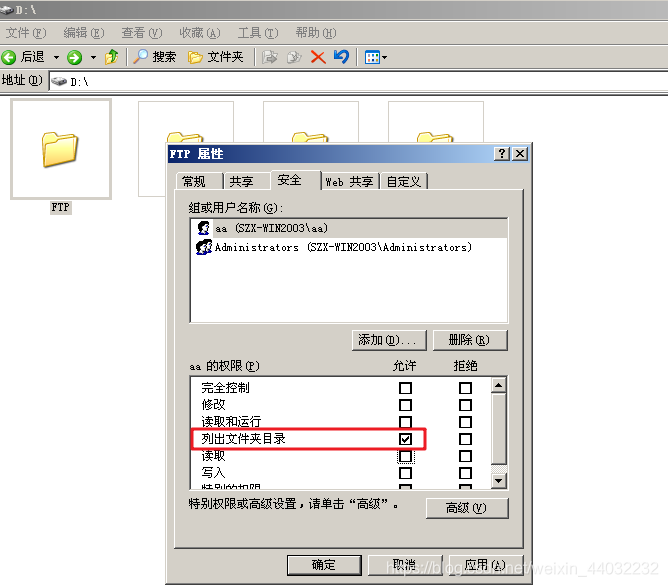 D:\
文件(F) 编辑(E) 查看(V) 收藏(A) 工具(T) 帮助(H)
后退 搜索 文件夹
地址(D) D:\
FTP
FTP 属性
常规 共享 安全 Web 共享 自定义
组或用户名称(G):
aa (SZX-WIN2003\aa)
Administrators (SZX-WIN2003\Administrators)
添加(D)... 删除(R)
aa 的权限(P) 允许 拒绝
完全控制
修改
读取和运行
列出文件夹目录
读取
写入
特别的权限
特别权限或高级设置，请单击“高级”。
高级(V)
确定 取消 应用(A)
https://blog.csdn.net/weixin_44032232